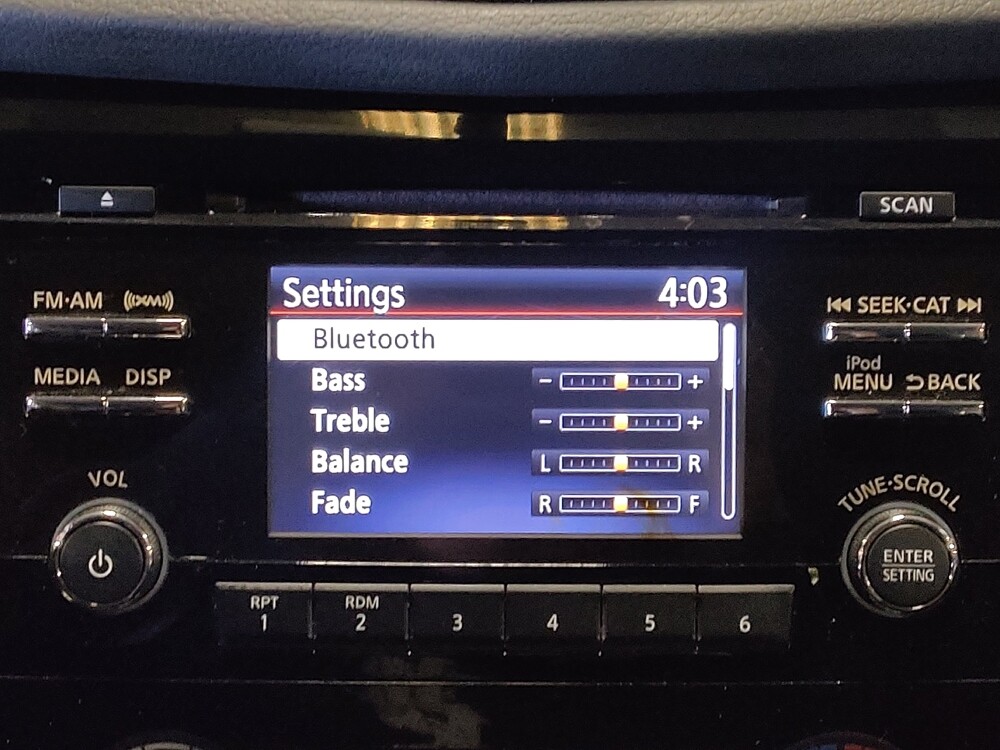 SCAN
FM·AM ((XM))
MEDIA DISP
VOL
Settings 4:03
Bluetooth
Bass - +
Treble - +
Balance L R
Fade R F
SEEK·CAT
iPod
MENU BACK
TUNE·SCROLL
ENTER
SETTING
RPT RDM
1 2 3 4 5 6